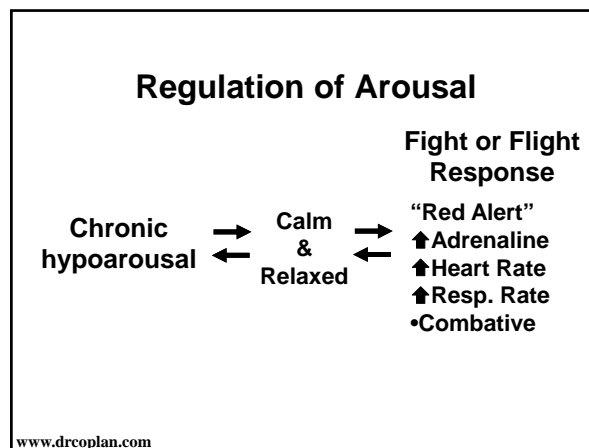 Regulation of Arousal
Fight or Flight
Response
Chronic
hypoarousal
Calm
&
Relaxed
“Red Alert”
⬆Adrenaline
⬆Heart Rate
⬆Resp. Rate
•Combative
www.drcoplan.com